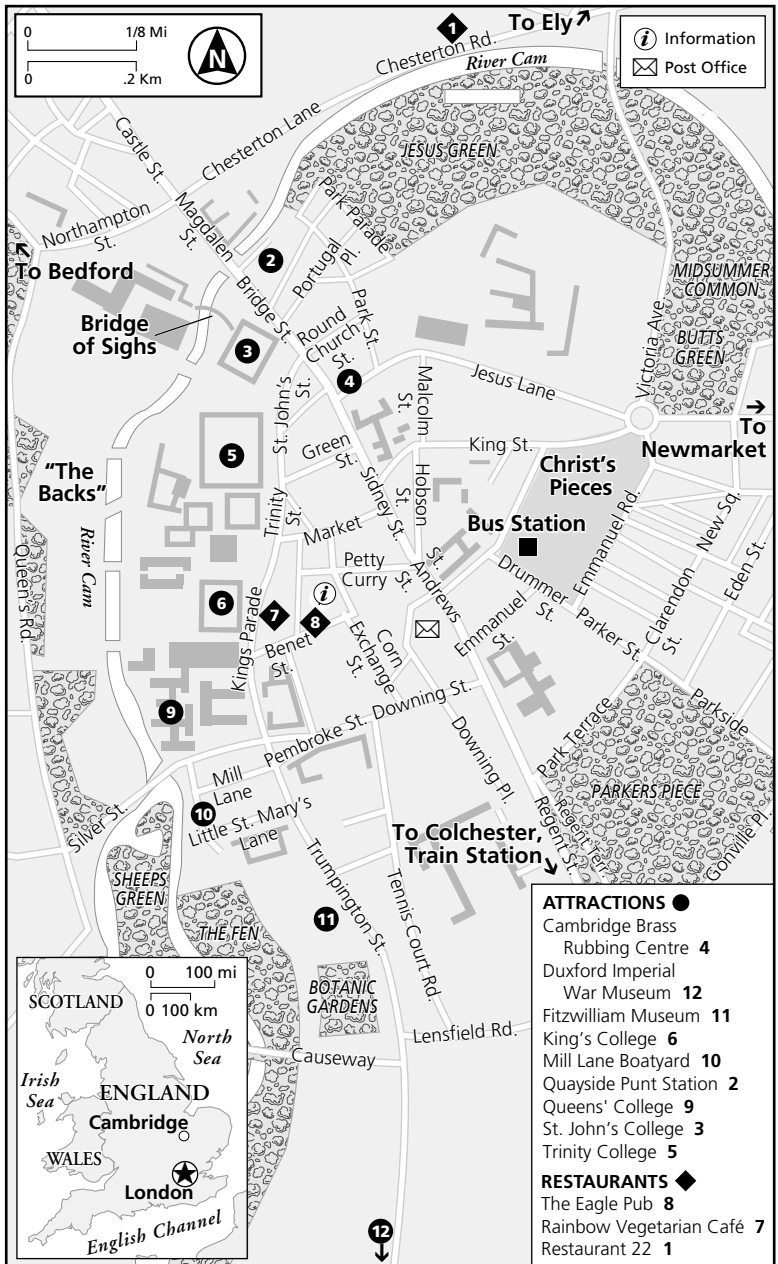 0 1/8 Mi
0 .2 Km
N
1
To Ely
Information
Post Office
Chesterton Rd.
River Cam
Castle St.
Chesterton Lane
JESUS GREEN
Magdalen
St.
Park Parade
Northampton
St.
2
Portugal
Pl.
To Bedford
MIDSUMMER
COMMON
Bridge St.
Park St.
Bridge
of Sighs
Round
Church
St.
Victoria Ave.
BUTTS
GREEN
3
4
Jesus Lane
Malcolm
St.
St. John's
St.
To
Newmarket
Green
St.
King St.
5
Christ's
Pieces
"The
Backs"
Sidney St.
Hobson
St.
Trinity
St.
Market
Bus Station
Emmanuel Rd.
New Sq.
River Cam
Queen's Rd.
Petty
Curry
St.
Andrews
St.
Drummer
St.
Eden St.
6
Kings Parade
7
8
i
Emmanuel
St.
Parker St.
Clarendon
St.
Benet
St.
Corn
Exchange
St.
9
Downing St.
Parkside
Pembroke St.
Downing Pl.
Park Terrace
Mill
Lane
PARKERS PIECE
10
Silver St.
Little St. Mary's
Lane
Regent St.
Regent Terr.
Gonville Pl.
To Colchester,
Train Station
SHEEPS
GREEN
Trumpington St.
Tennis Court Rd.
THE FEN
11
BOTANIC
GARDENS
Lensfield Rd.
Causeway
12
0 100 mi
0 100 km
SCOTLAND
North
Sea
Irish
Sea
ENGLAND
Cambridge
WALES
London
English Channel
ATTRACTIONS
Cambridge Brass
Rubbing Centre 4
Duxford Imperial
War Museum 12
Fitzwilliam Museum 11
King's College 6
Mill Lane Boatyard 10
Quayside Punt Station 2
Queens' College 9
St. John's College 3
Trinity College 5
RESTAURANTS
The Eagle Pub 8
Rainbow Vegetarian Café 7
Restaurant 22 1